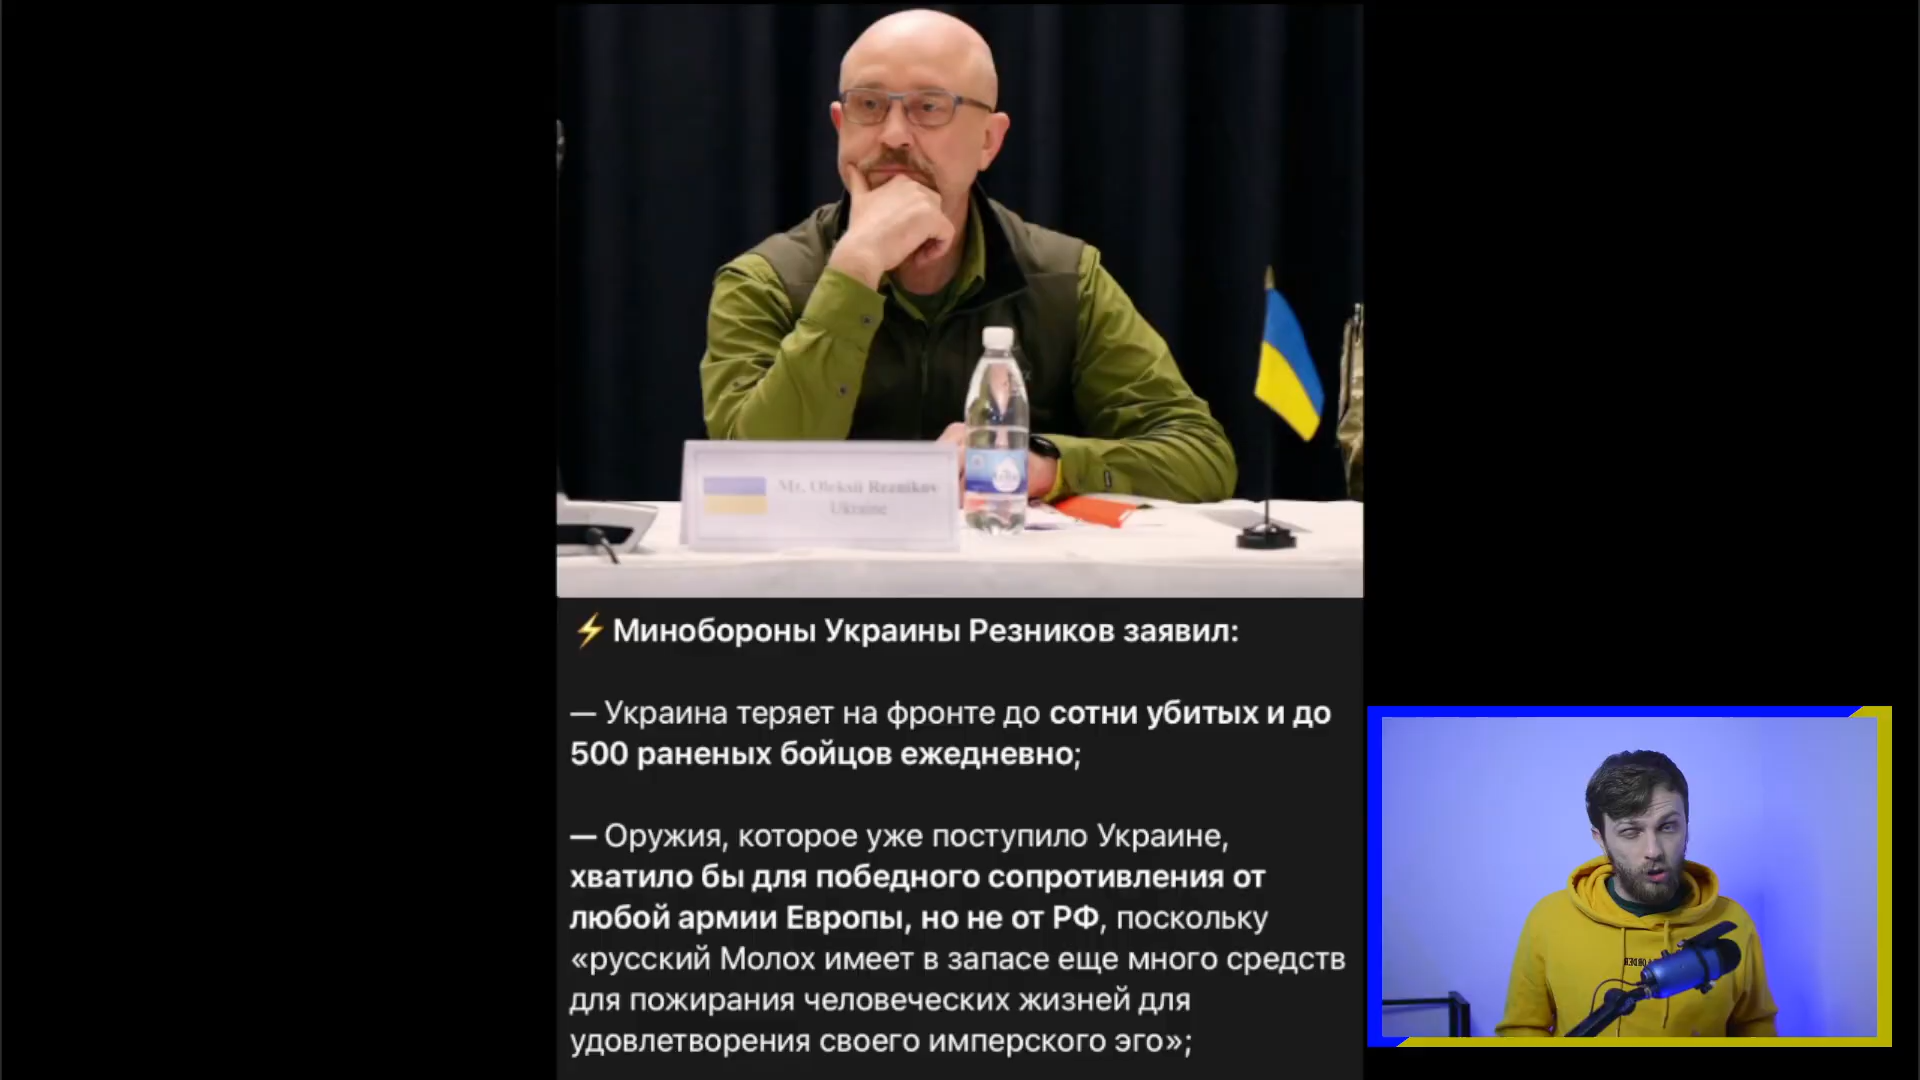 Mr. Oleksii Reznikov
Ukraine
⚡ Минобороны Украины Резников заявил:
— Украина теряет на фронте до сотни убитых и до
500 раненых бойцов ежедневно;
— Оружия, которое уже поступило Украине,
хватило бы для победного сопротивления от
любой армии Европы, но не от РФ, поскольку
«русский Молох имеет в запасе еще много средств
для пожирания человеческих жизней для
удовлетворения своего имперского эго»;